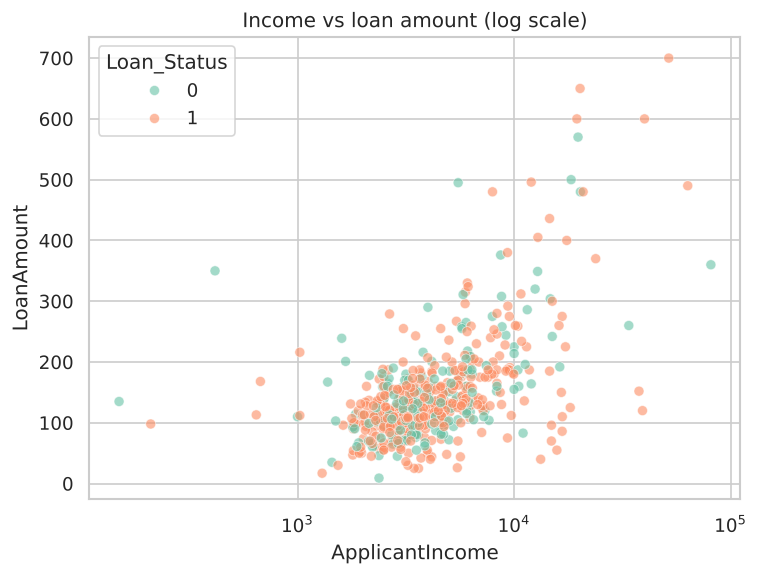 Income vs loan amount (log scale)
Loan_Status
0
1
700
600
500
400
300
200
100
0
LoanAmount
10³ 10⁴ 10⁵
ApplicantIncome